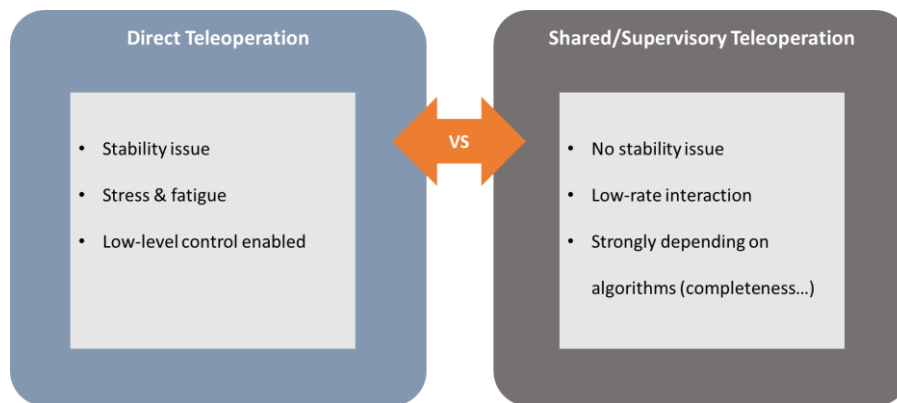 Direct Teleoperation
• Stability issue
• Stress & fatigue
• Low-level control enabled
VS
Shared/Supervisory Teleoperation
• No stability issue
• Low-rate interaction
• Strongly depending on
algorithms (completeness...)